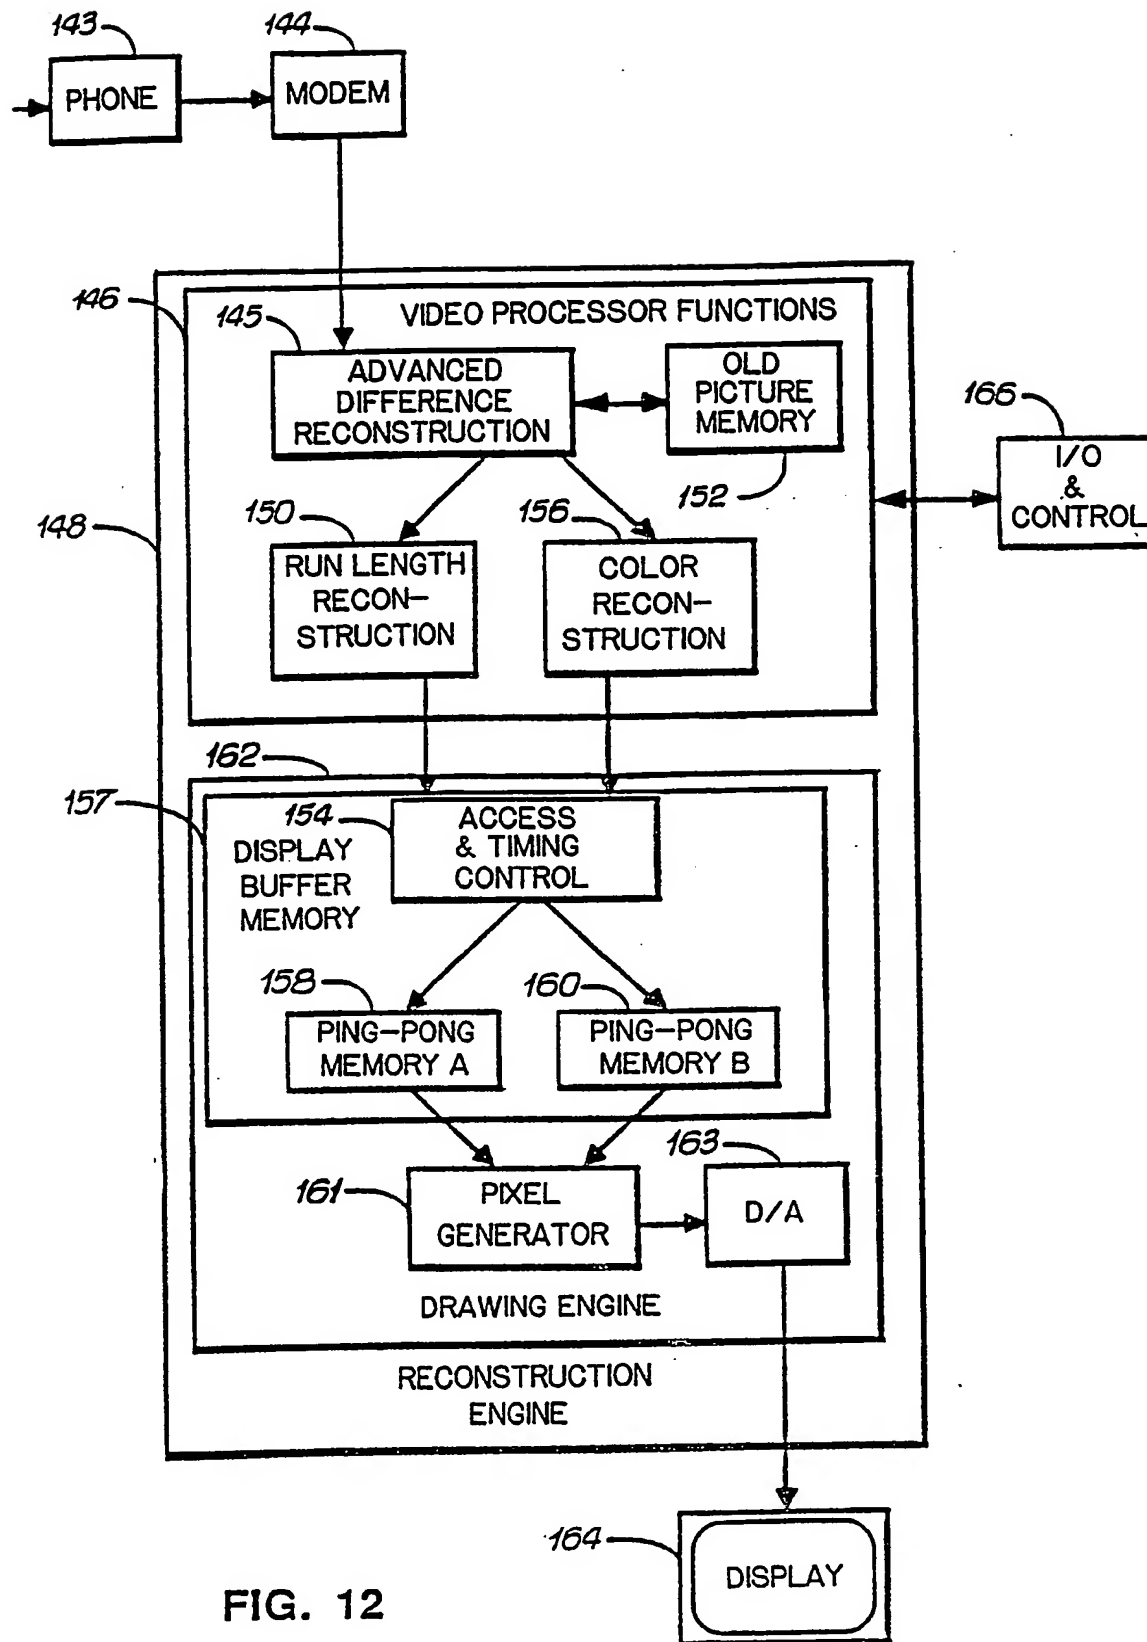 143
144
PHONE
MODEM
146
145
VIDEO PROCESSOR FUNCTIONS
ADVANCED
DIFFERENCE
RECONSTRUCTION
OLD
PICTURE
MEMORY
152
166
I/O
&
CONTROL
148
150
156
RUN LENGTH
RECON-
STRUCTION
COLOR
RECON-
STRUCTION
162
157
154
ACCESS
& TIMING
CONTROL
DISPLAY
BUFFER
MEMORY
158
160
PING-PONG
MEMORY A
PING-PONG
MEMORY B
163
161
PIXEL
GENERATOR
D/A
DRAWING ENGINE
RECONSTRUCTION
ENGINE
164
DISPLAY
FIG. 12